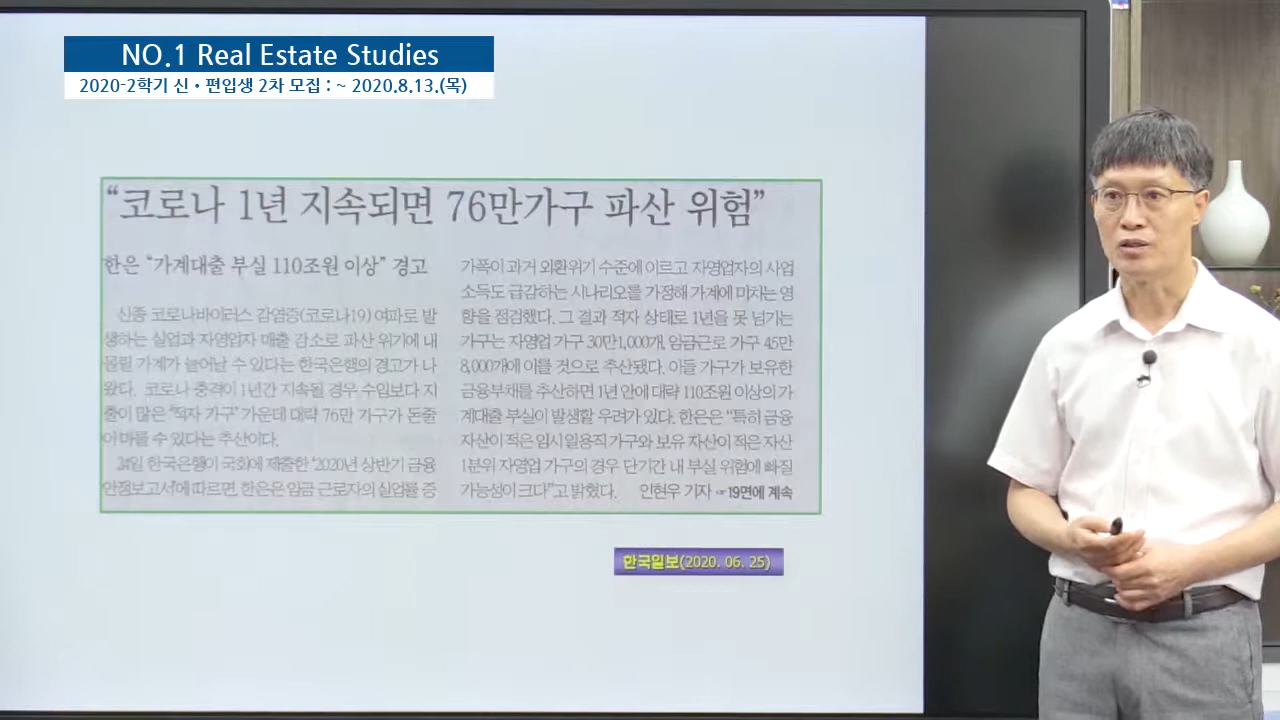 NO.1 Real Estate Studies
2020-2학기 신·편입생 2차 모집 : ~ 2020.8.13.(목)
“코로나 1년 지속되면 76만가구 파산 위험”
한은 “가계대출 부실 110조원 이상” 경고
신종 코로나바이러스 감염증(코로나19) 여파로 발
생하는 실업과 자영업자 매출 감소로 파산 위기에 내
몰릴 가계가 늘어날 수 있다는 한국은행의 경고가 나
왔다. 코로나 충격이 1년간 지속될 경우 수입보다 지
출이 많은 ‘적자 가구’ 가운데 대략 76만 가구가 돈줄
이 마를 수 있다는 추산이다.
24일 한국은행이 국회에 제출한 ‘2020년 상반기 금융
안정보고서’에 따르면, 한은은 임금 근로자의 실업률 증
가폭이 과거 외환위기 수준에 이르고 자영업자의 사업
소득도 급감하는 시나리오를 가정해 가계에 미치는 영
향을 점검했다. 그 결과 적자 상태로 1년을 못 넘기는
가구는 자영업 가구 30만1,000개, 임금근로 가구 45만
8,000개에 이를 것으로 추산됐다. 이들 가구가 보유한
금융부채를 추산하면 1년 안에 대략 110조원 이상의 가
계대출 부실이 발생할 우려가 있다. 한은은 “특히 금융
자산이 적은 임시일용직 가구와 보유 자산이 적은 자산
1분위 자영업 가구의 경우 단기간 내 부실 위험에 빠질
가능성이 크다”고 밝혔다. 안현우 기자 ☞19면에 계속
한국일보(2020. 06. 25)